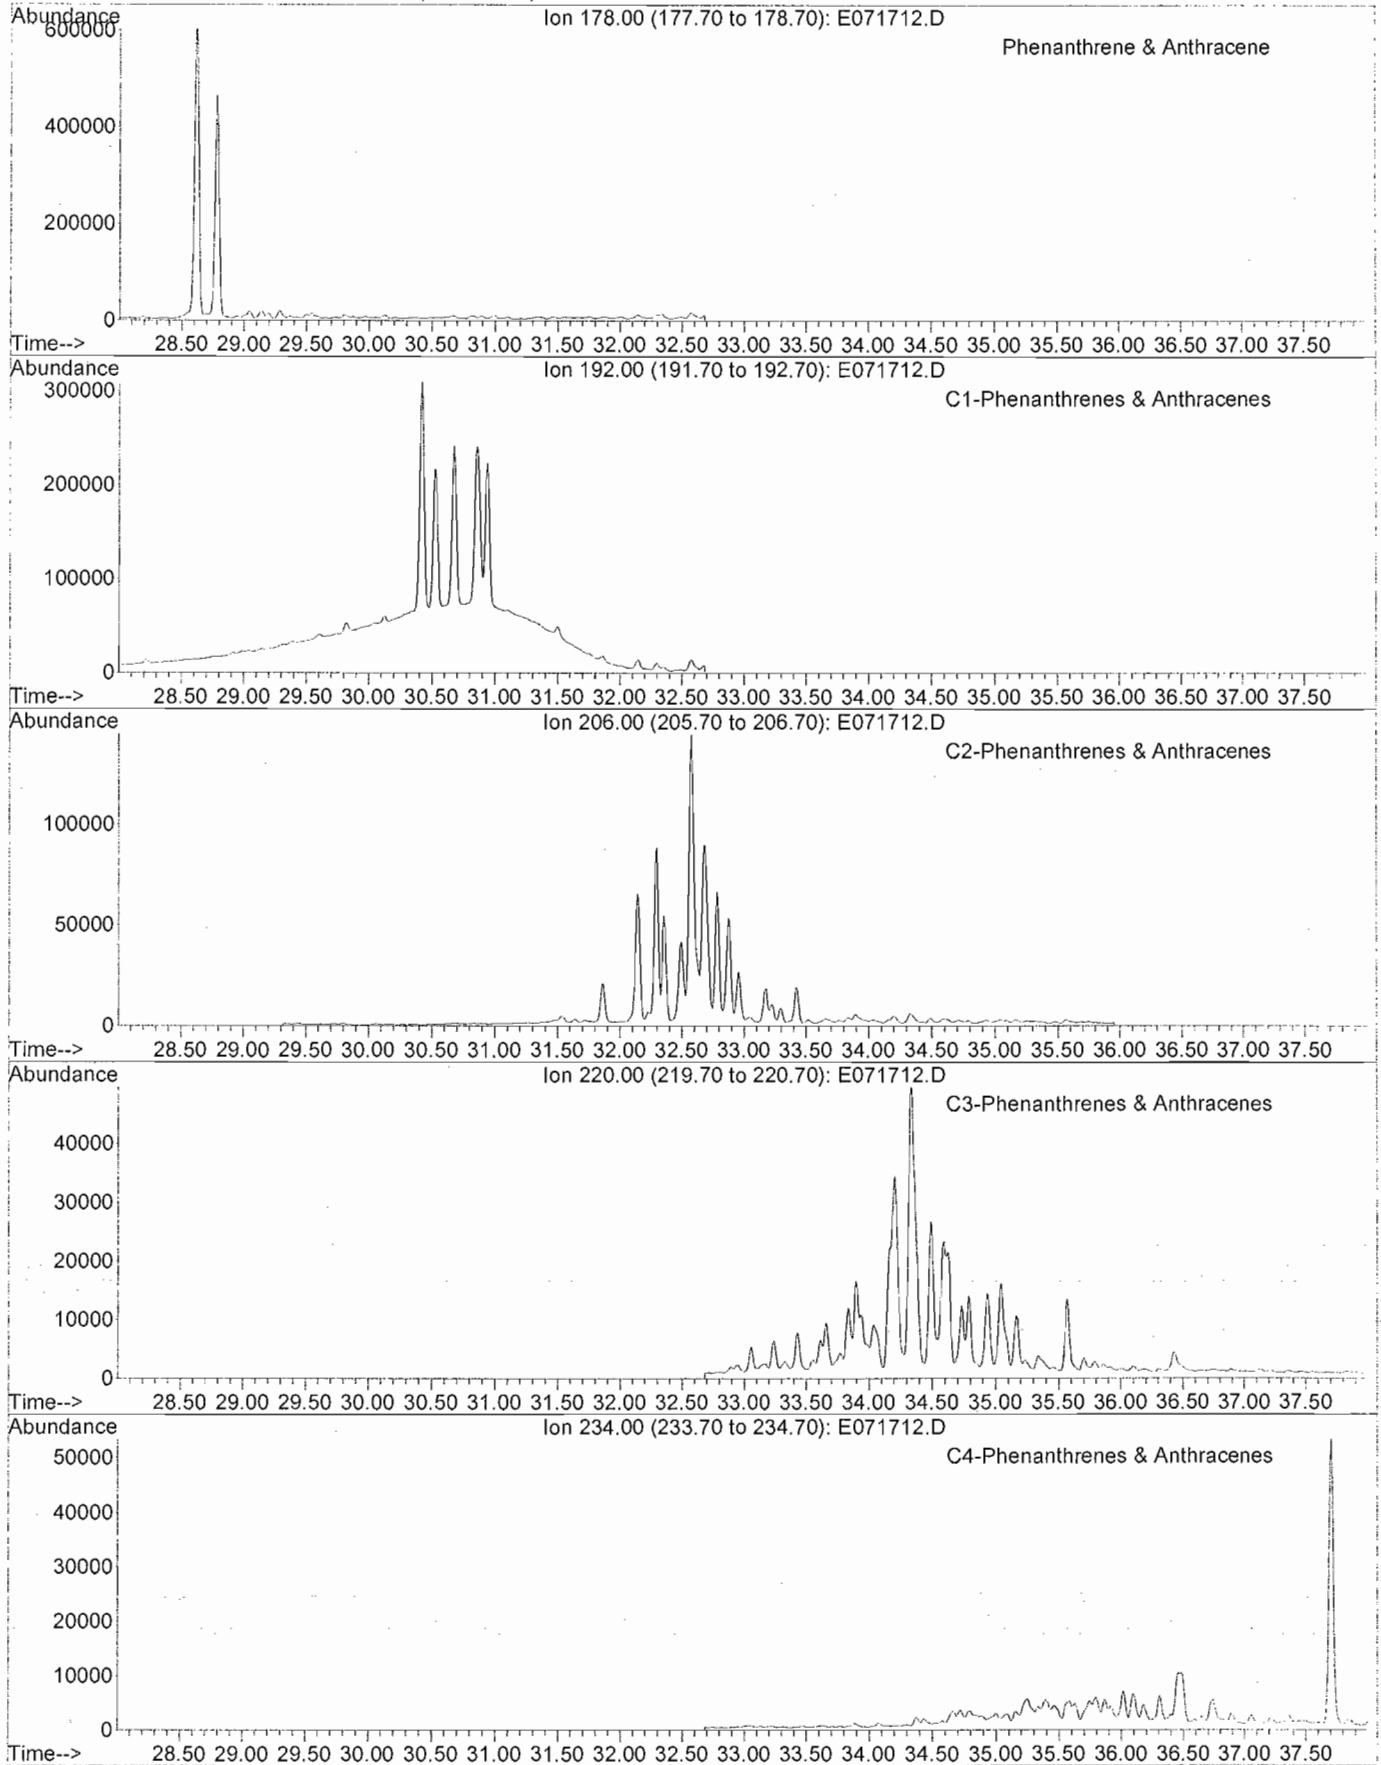 Abundance
Ion 178.00 (177.70 to 178.70): E071712.D
600000
Phenanthrene & Anthracene
400000
200000
0
Time--> 28.50 29.00 29.50 30.00 30.50 31.00 31.50 32.00 32.50 33.00 33.50 34.00 34.50 35.00 35.50 36.00 36.50 37.00 37.50
Abundance
Ion 192.00 (191.70 to 192.70): E071712.D
300000
C1-Phenanthrenes & Anthracenes
200000
100000
0
Time--> 28.50 29.00 29.50 30.00 30.50 31.00 31.50 32.00 32.50 33.00 33.50 34.00 34.50 35.00 35.50 36.00 36.50 37.00 37.50
Abundance
Ion 206.00 (205.70 to 206.70): E071712.D
C2-Phenanthrenes & Anthracenes
100000
50000
0
Time--> 28.50 29.00 29.50 30.00 30.50 31.00 31.50 32.00 32.50 33.00 33.50 34.00 34.50 35.00 35.50 36.00 36.50 37.00 37.50
Abundance
Ion 220.00 (219.70 to 220.70): E071712.D
C3-Phenanthrenes & Anthracenes
40000
30000
20000
10000
0
Time--> 28.50 29.00 29.50 30.00 30.50 31.00 31.50 32.00 32.50 33.00 33.50 34.00 34.50 35.00 35.50 36.00 36.50 37.00 37.50
Abundance
Ion 234.00 (233.70 to 234.70): E071712.D
C4-Phenanthrenes & Anthracenes
50000
40000
30000
20000
10000
0
Time--> 28.50 29.00 29.50 30.00 30.50 31.00 31.50 32.00 32.50 33.00 33.50 34.00 34.50 35.00 35.50 36.00 36.50 37.00 37.50